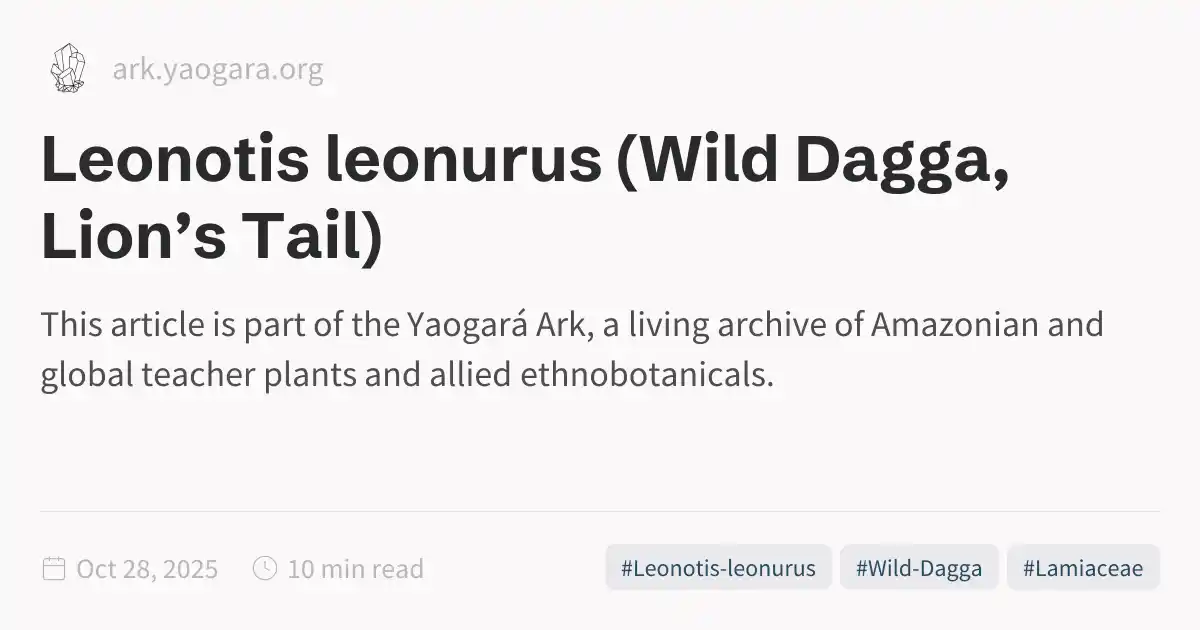 ark.yaogara.org
Leonotis leonurus (Wild Dagga,
Lion’s Tail)
This article is part of the Yaogará Ark, a living archive of Amazonian and
global teacher plants and allied ethnobotanicals.
Oct 28, 2025 10 min read #Leonotis-leonurus #Wild-Dagga #Lamiaceae